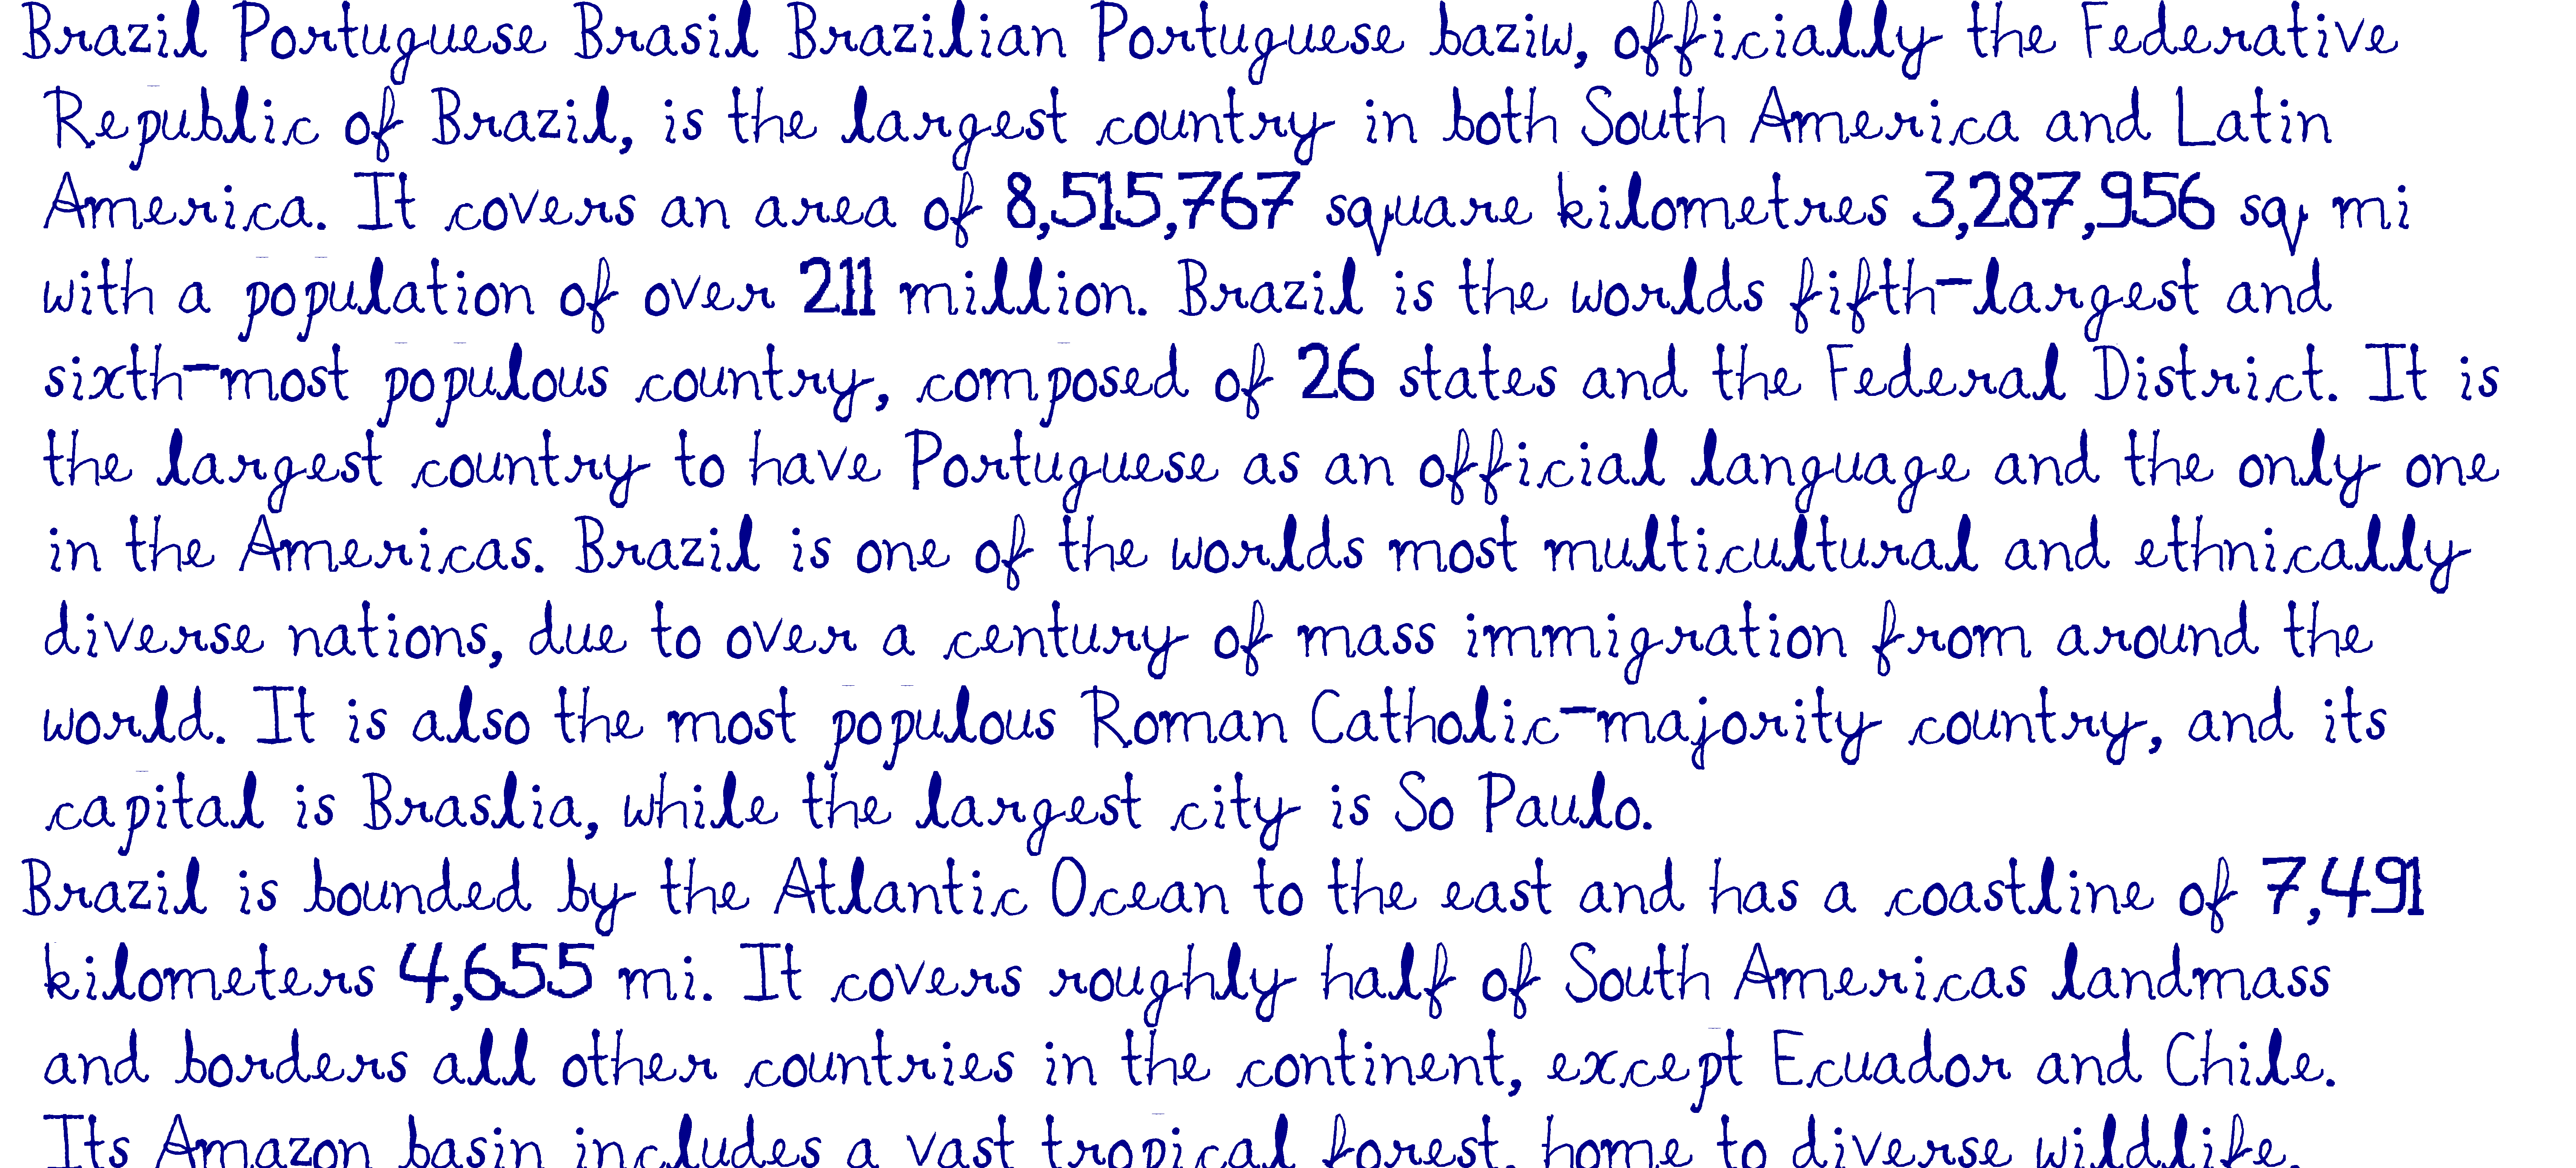 Brazil Portuguese Brasil Brazilian Portuguese baziw, officially the Federative
Republic of Brazil, is the largest country in both South America and Latin
America. It covers an area of 8,515,767 square kilometres 3,287,956 sq mi
with a population of over 211 million. Brazil is the worlds fifth-largest and
sixth-most populous country, composed of 26 states and the Federal District. It is
the largest country to have Portuguese as an official language and the only one
in the Americas. Brazil is one of the worlds most multicultural and ethnically
diverse nations, due to over a century of mass immigration from around the
world. It is also the most populous Roman Catholic-majority country, and its
capital is Braslia, while the largest city is So Paulo.
Brazil is bounded by the Atlantic Ocean to the east and has a coastline of 7,491
kilometers 4,655 mi. It covers roughly half of South Americas landmass
and borders all other countries in the continent, except Ecuador and Chile.
Its Amazon basin includes a vast tropical forest, home to diverse wildlife,